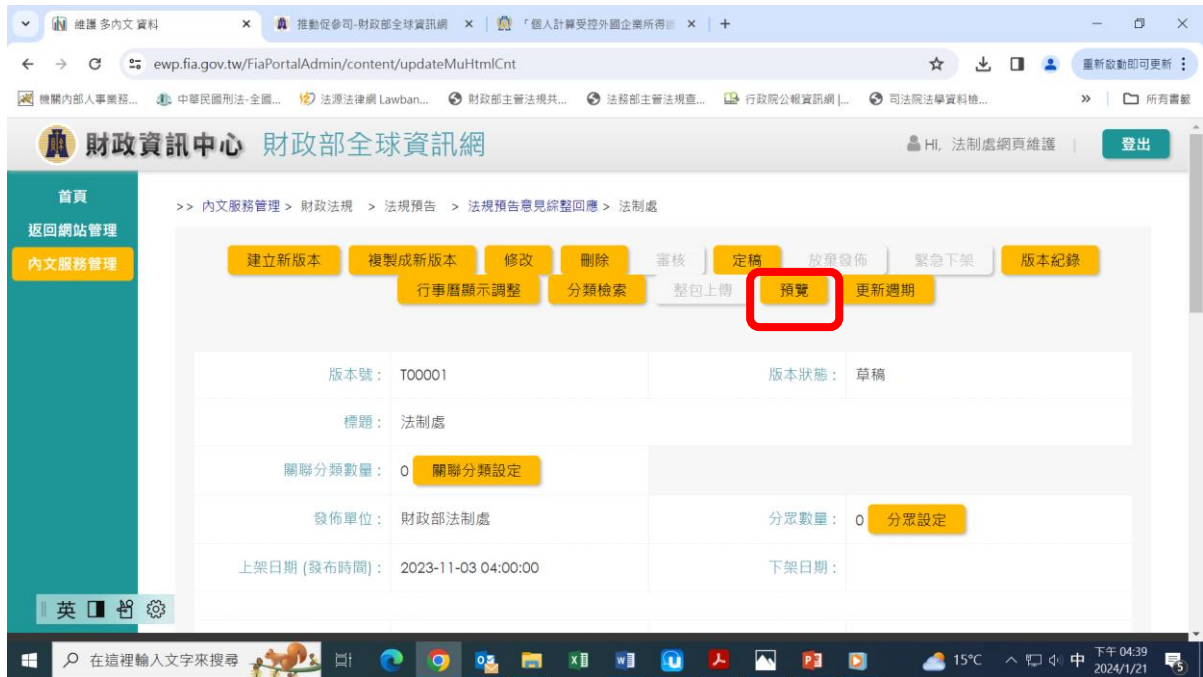 維護 多內文 資料
推動促參司-財政部全球資訊網
「個人計算受控外國企業所得
ewp.fia.gov.tw/FiaPortalAdmin/content/updateMuHtmlCnt
重新啟動即可更新
機關內部人事業務...
中華民國刑法-全國...
法源法律網 Lawban...
財政部主管法規共...
法務部主管法規查...
行政院公報資訊網 |...
司法院法學資料檢...
»
所有書籤
財政資訊中心 財政部全球資訊網
HI, 法制處網頁維護
登出
首頁
返回網站管理
內文服務管理
>> 內文服務管理 > 財政法規 > 法規預告 > 法規預告意見綜整回應 > 法制處
建立新版本 複製成新版本 修改 刪除 審核 定稿 放棄發佈 緊急下架 版本紀錄
行事曆顯示調整 分類檢索 整包上傳 預覽 更新週期
版本號： T00001 版本狀態： 草稿
標題： 法制處
關聯分類數量： 0 關聯分類設定
發佈單位： 財政部法制處 分眾數量： 0 分眾設定
上架日期 (發布時間)： 2023-11-03 04:00:00 下架日期：
英
在這裡輸入文字來搜尋
15°C
中
下午 04:39
2024/1/21
5